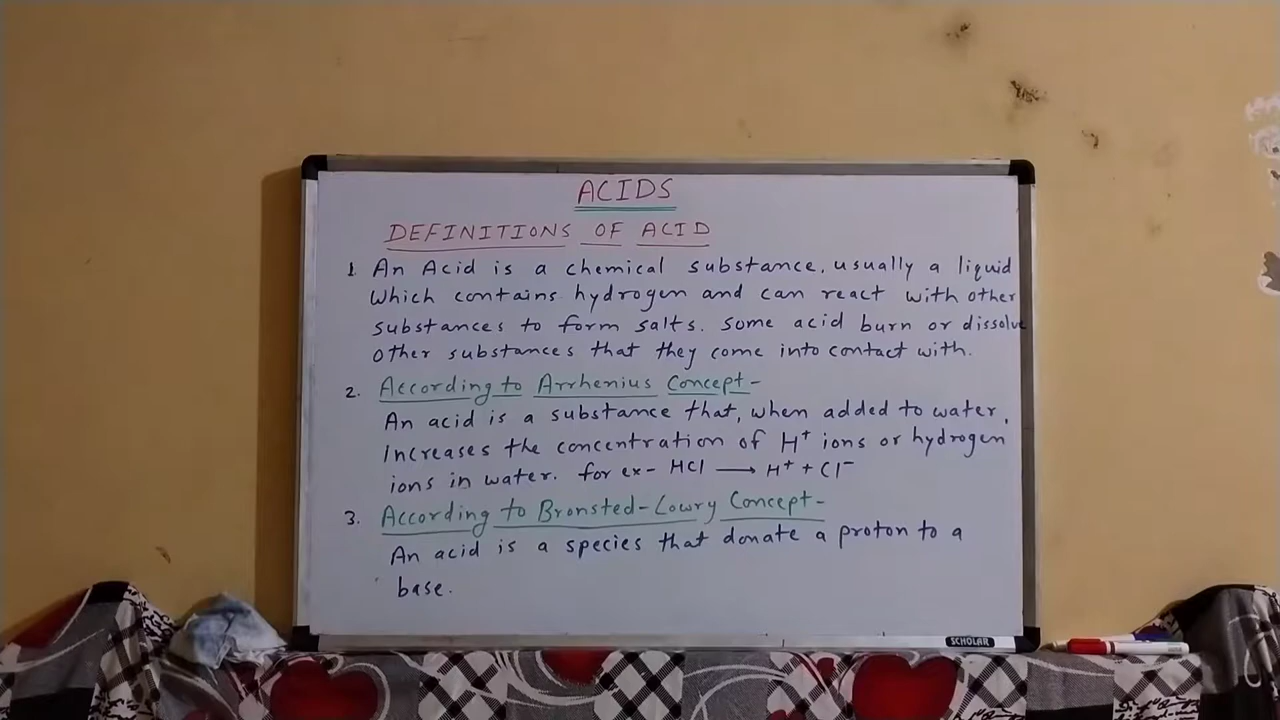 ACIDS
DEFINITIONS OF ACID
1. An Acid is a chemical substance, usually a liquid
Which contains hydrogen and can react with other
substances to form salts. Some acid burn or dissolve
other substances that they come into contact with.
2. According to Arrhenius Concept-
An acid is a substance that, when added to water,
Increases the concentration of H⁺ ions or hydrogen
ions in water. for ex- HCl ⟶ H⁺ + Cl⁻
3. According to Bronsted-Lowry Concept-
An acid is a species that donate a proton to a
base.
SCHOLAR